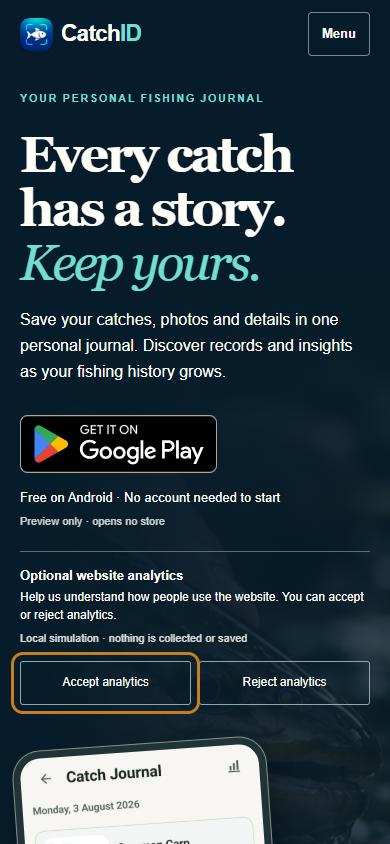 CatchID
Menu
YOUR PERSONAL FISHING JOURNAL
Every catch
has a story.
Keep yours.
Save your catches, photos and details in one
personal journal. Discover records and insights
as your fishing history grows.
GET IT ON
Google Play
Free on Android · No account needed to start
Preview only · opens no store
Optional website analytics
Help us understand how people use the website. You can accept
or reject analytics.
Local simulation · nothing is collected or saved
Accept analytics
Reject analytics
Catch Journal
Monday, 3 August 2026
Common Carp